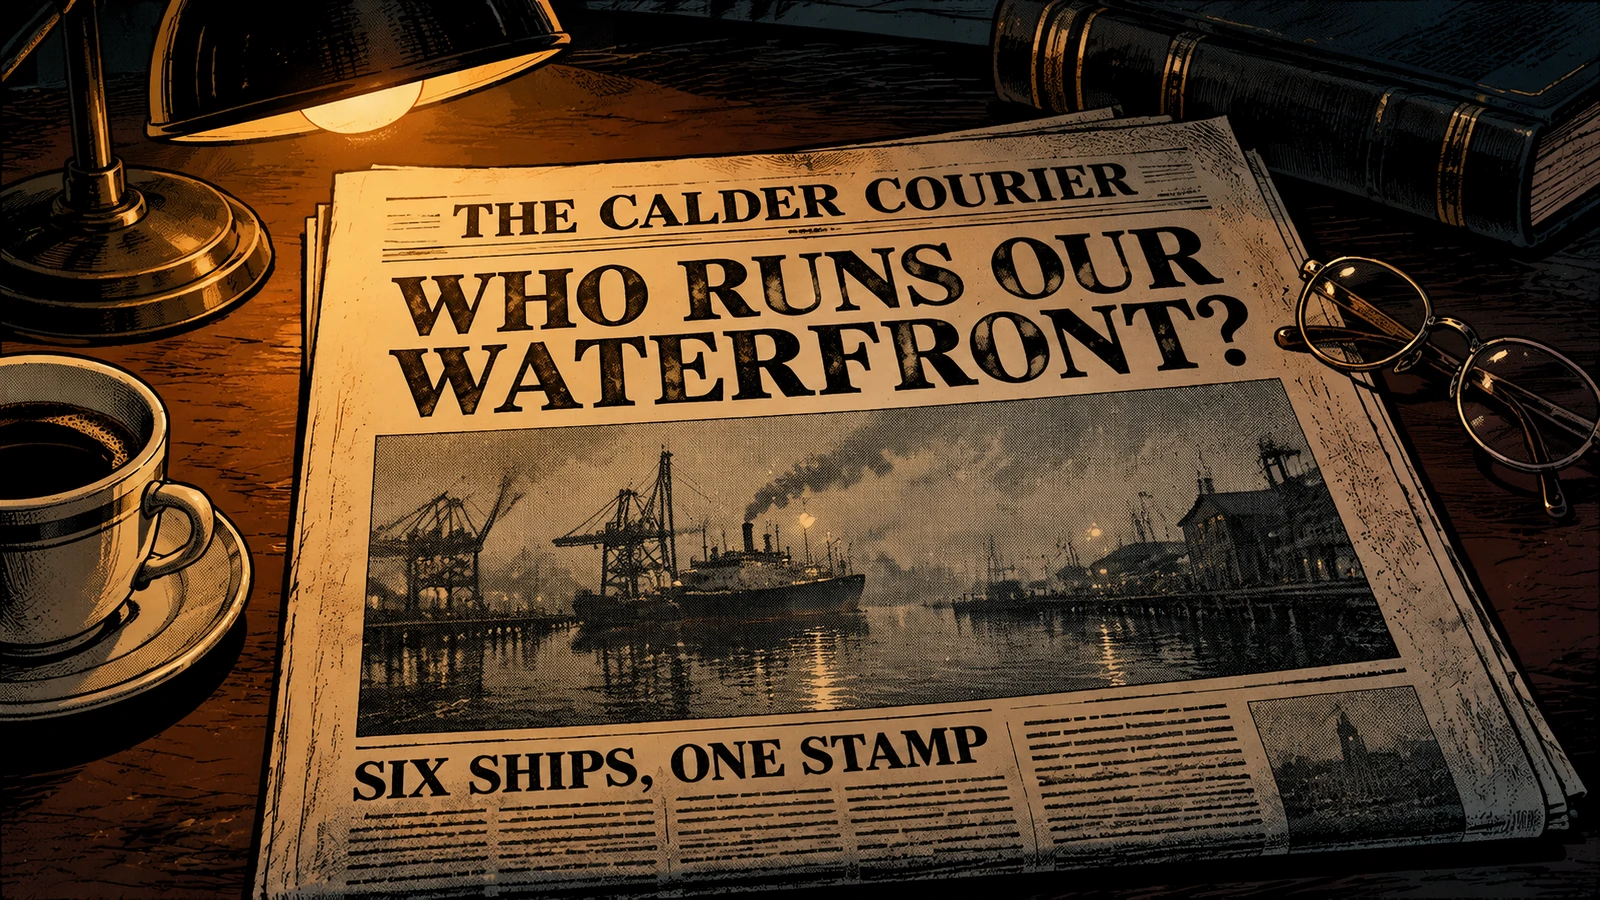 THE CALDER COURIER
WHO RUNS OUR
WATERFRONT?
SIX SHIPS, ONE STAMP